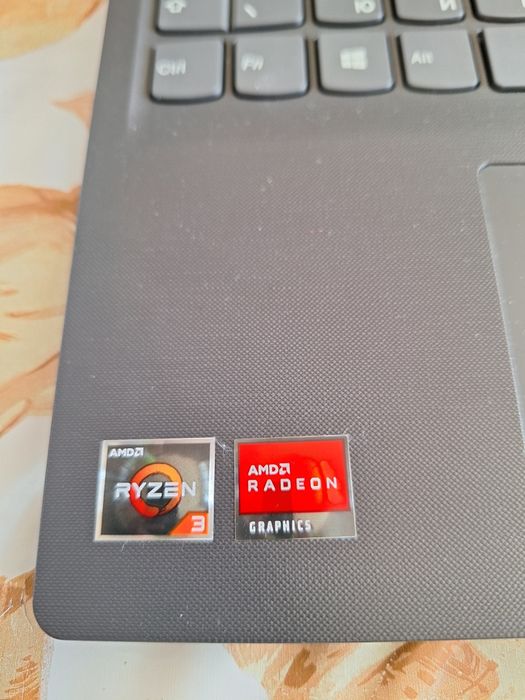 Ю
И
Ctrl
Fn
Alt
AMD
RYZEN
3
AMD
RADEON
GRAPHICS